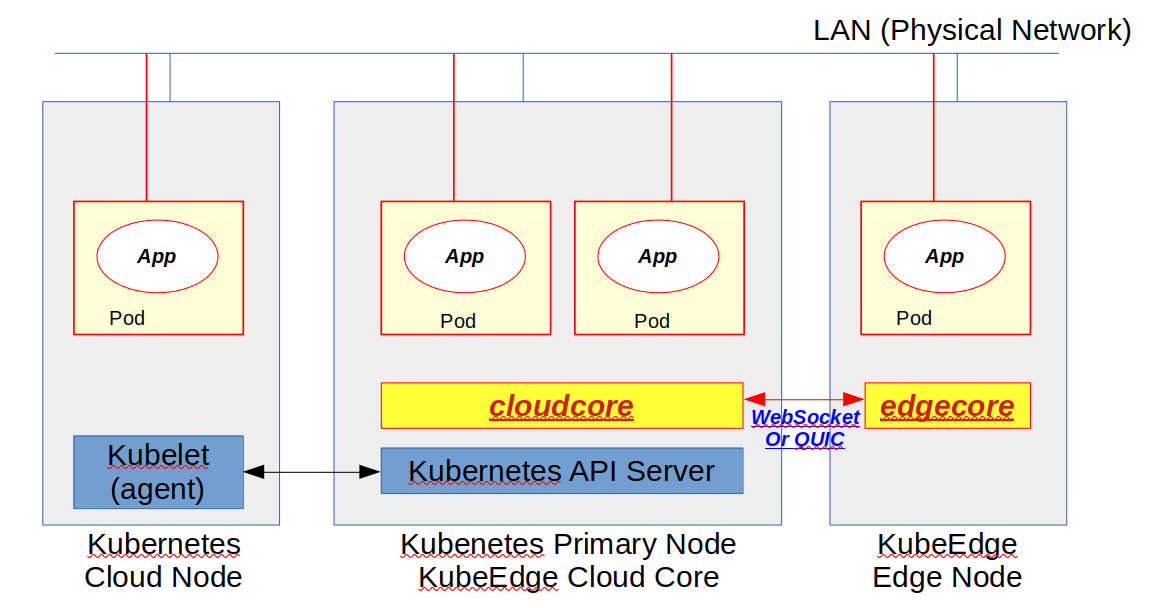 LAN (Physical Network)
App
Pod
App
Pod
App
Pod
App
Pod
cloudcore
edgecore
WebSocket
Or QUIC
Kubelet
(agent)
Kubernetes API Server
Kubernetes
Cloud Node
Kubenetes Primary Node
KubeEdge Cloud Core
KubeEdge
Edge Node